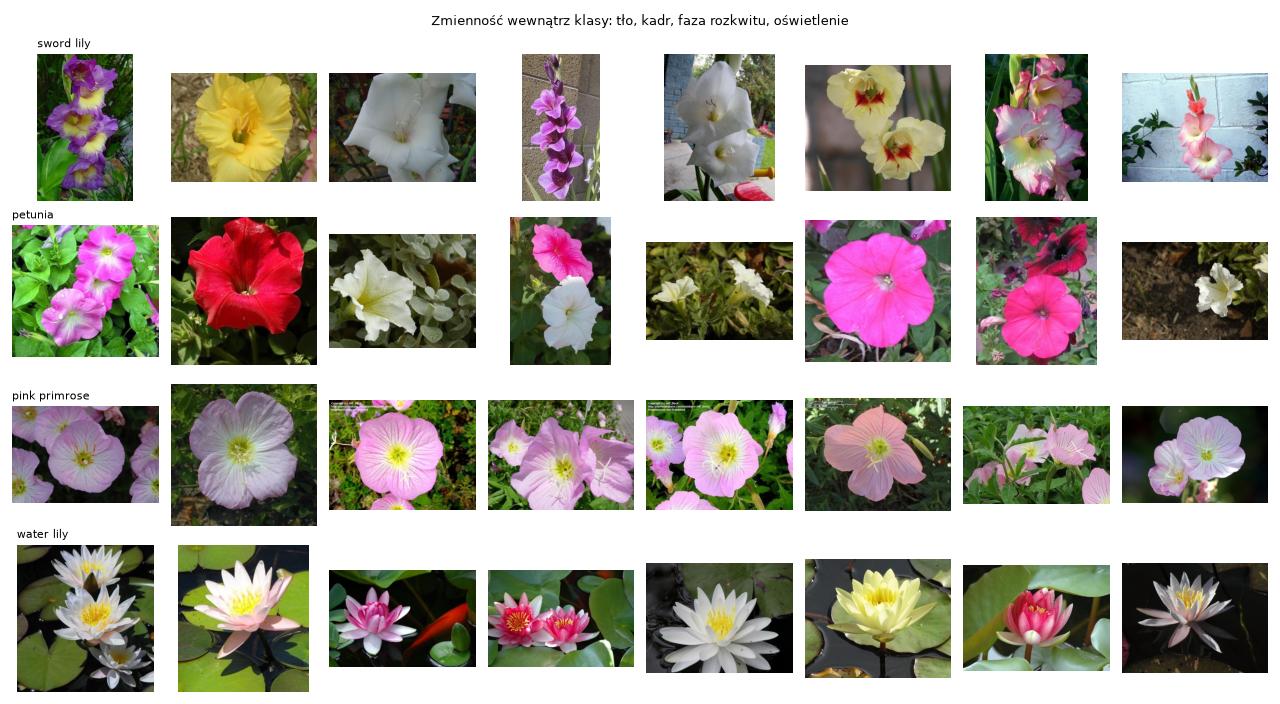 Zmienność wewnątrz klasy: tło, kadr, faza rozkwitu, oświetlenie
sword lily
petunia
pink primrose
water lily